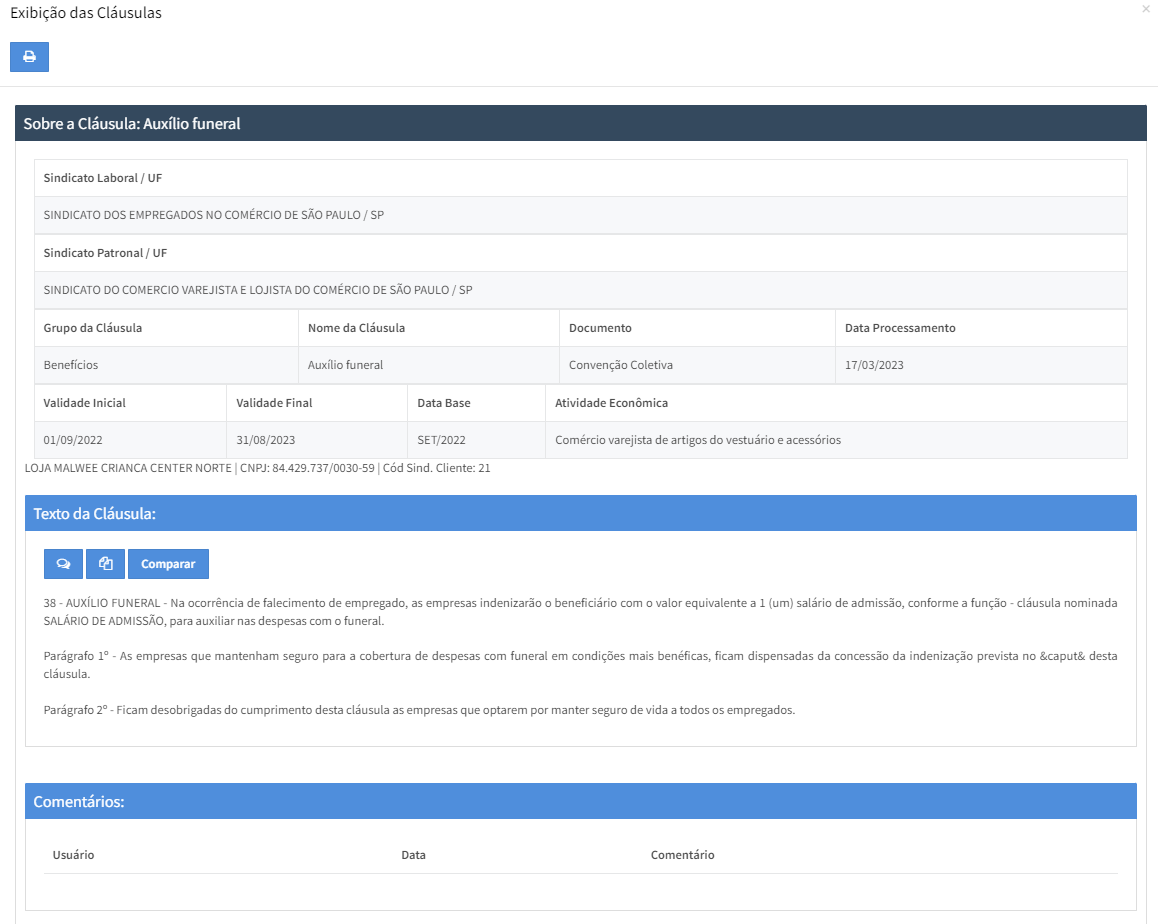 Exibição das Cláusulas
×
Sobre a Cláusula: Auxílio funeral
Sindicato Laboral / UF
SINDICATO DOS EMPREGADOS NO COMÉRCIO DE SÃO PAULO / SP
Sindicato Patronal / UF
SINDICATO DO COMERCIO VAREJISTA E LOJISTA DO COMÉRCIO DE SÃO PAULO / SP
Grupo da Cláusula Nome da Cláusula Documento Data Processamento
Benefícios Auxílio funeral Convenção Coletiva 17/03/2023
Validade Inicial Validade Final Data Base Atividade Econômica
01/09/2022 31/08/2023 SET/2022 Comércio varejista de artigos do vestuário e acessórios
LOJA MALWEE CRIANCA CENTER NORTE | CNPJ: 84.429.737/0030-59 | Cód Sind. Cliente: 21
Texto da Cláusula:
Comparar
38 - AUXÍLIO FUNERAL - Na ocorrência de falecimento de empregado, as empresas indenizarão o beneficiário com o valor equivalente a 1 (um) salário de admissão, conforme a função - cláusula nominada
SALÁRIO DE ADMISSÃO, para auxiliar nas despesas com o funeral.
Parágrafo 1º - As empresas que mantenham seguro para a cobertura de despesas com funeral em condições mais benéficas, ficam dispensadas da concessão da indenização prevista no &caput& desta
cláusula.
Parágrafo 2º - Ficam desobrigadas do cumprimento desta cláusula as empresas que optarem por manter seguro de vida a todos os empregados.
Comentários:
Usuário Data Comentário